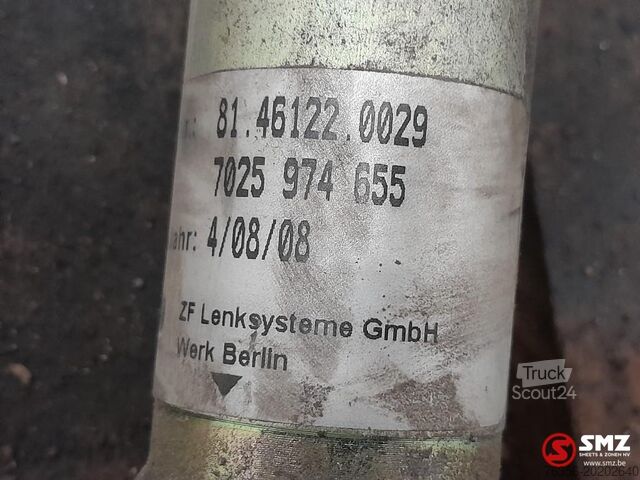 81.46122.0029
7025 974 655
jahr: 4/08/08
ZF Lenksysteme GmbH
Werk Berlin
Truck
Scout24
SMZ
SHEETS & ZONEN NV
www.smz.be